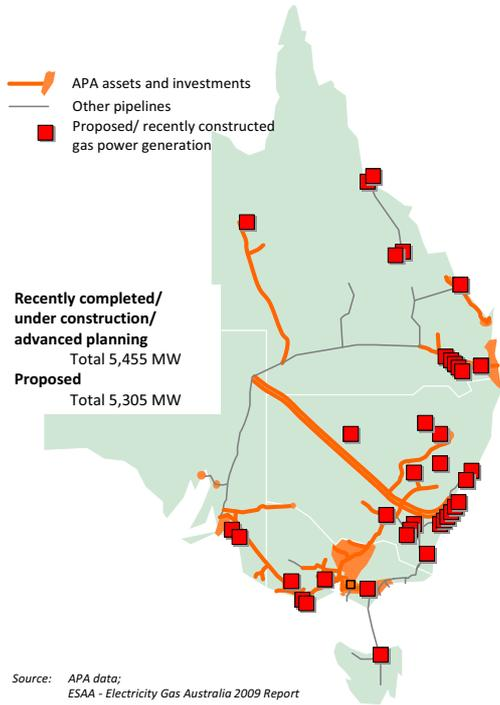 APA assets and investments
Other pipelines
Proposed/ recently constructed
gas power generation
Recently completed/
under construction/
advanced planning
Total 5,455 MW
Proposed
Total 5,305 MW
Source: APA data;
ESAA - Electricity Gas Australia 2009 Report